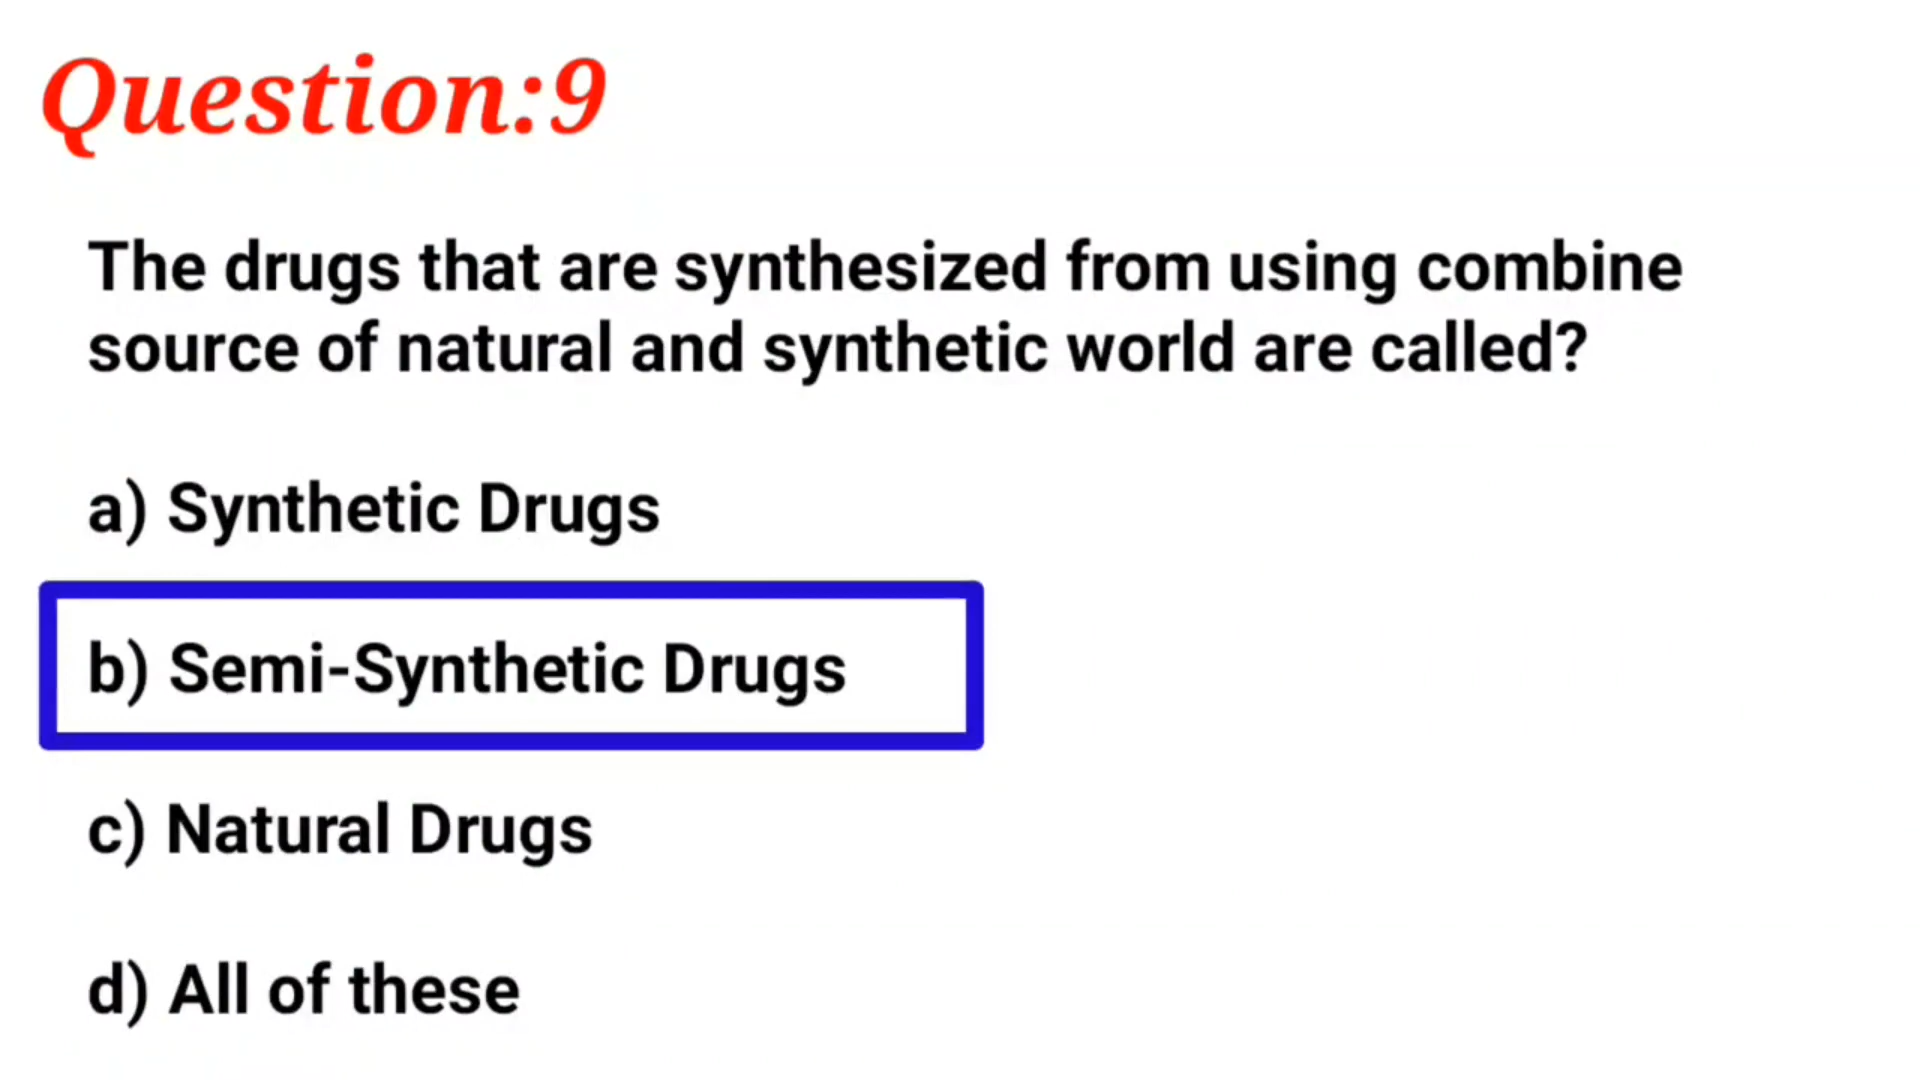 Question:9
The drugs that are synthesized from using combine
source of natural and synthetic world are called?
a) Synthetic Drugs
b) Semi-Synthetic Drugs
c) Natural Drugs
d) All of these